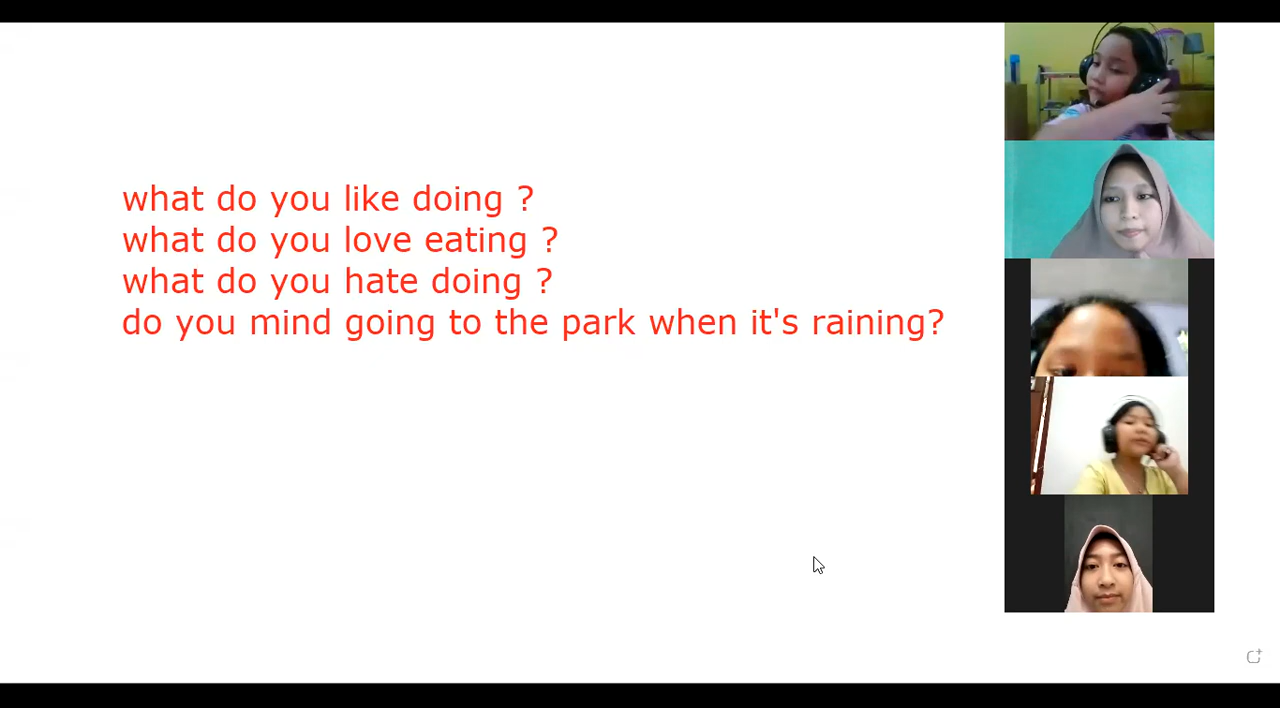 what do you like doing ?
what do you love eating ?
what do you hate doing ?
do you mind going to the park when it's raining?